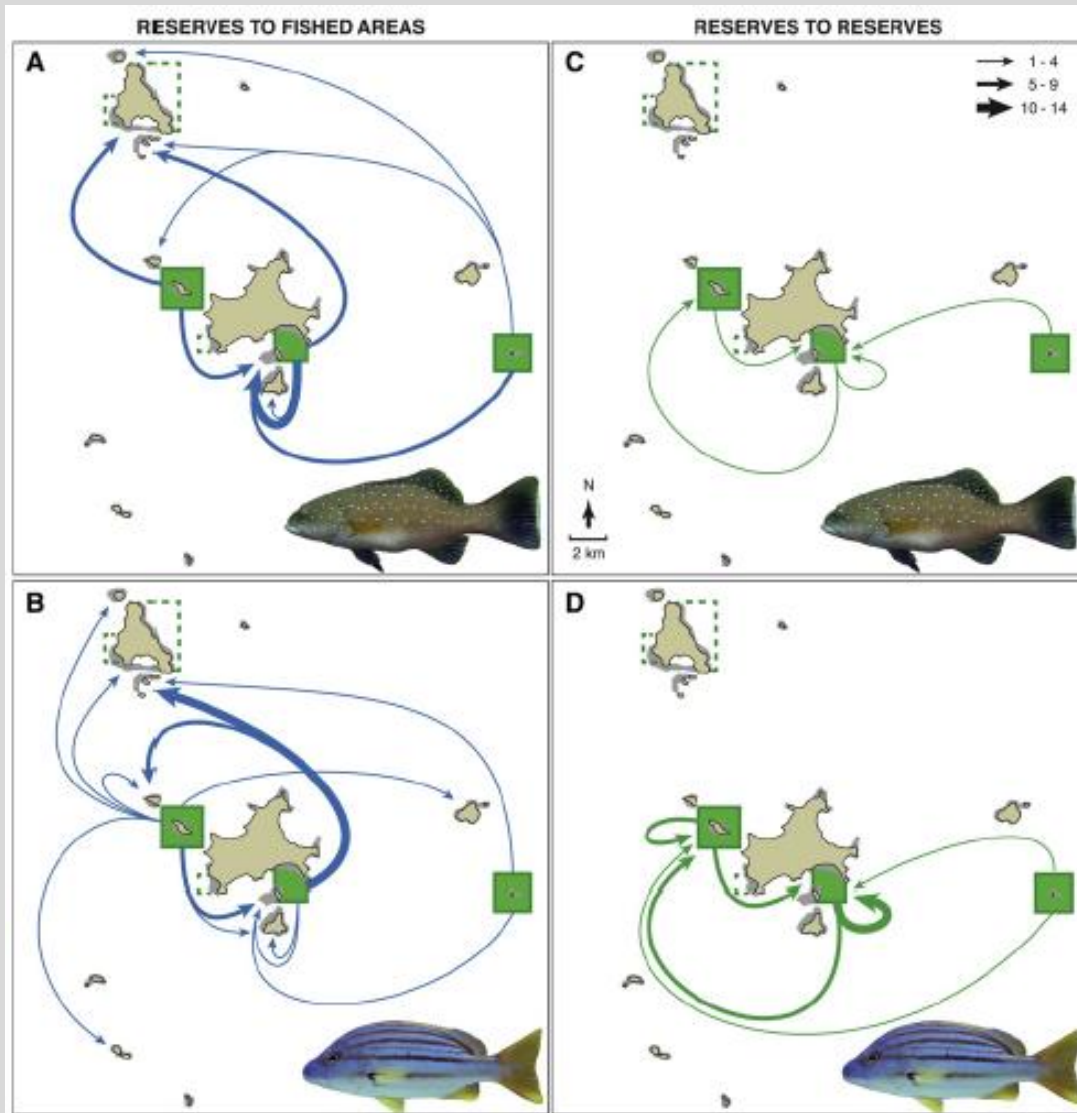 RESERVES TO FISHED AREAS
RESERVES TO RESERVES
A
C
1 - 4
5 - 9
10 - 14
N
2 km
B
D